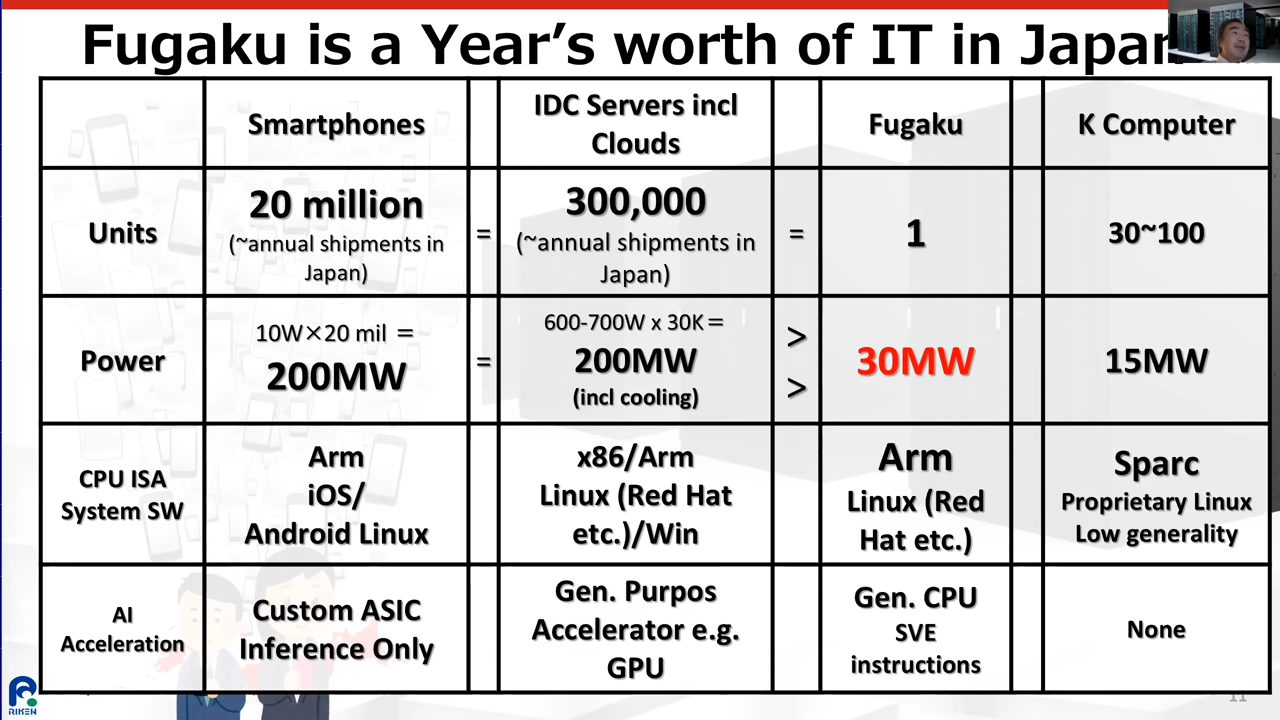 Fugaku is a Year’s worth of IT in Japan
Smartphones
IDC Servers incl
Clouds
Fugaku
K Computer
Units
20 million
(~annual shipments in
Japan)
=
300,000
(~annual shipments in
Japan)
=
1
30~100
Power
10W×20 mil =
200MW
=
600-700W x 30K=
200MW
(incl cooling)
>
>
30MW
15MW
CPU ISA
System SW
Arm
iOS/
Android Linux
x86/Arm
Linux (Red Hat
etc.)/Win
Arm
Linux (Red
Hat etc.)
Sparc
Proprietary Linux
Low generality
AI
Acceleration
Custom ASIC
Inference Only
Gen. Purpos
Accelerator e.g.
GPU
Gen. CPU
SVE
instructions
None
RIKEN
11